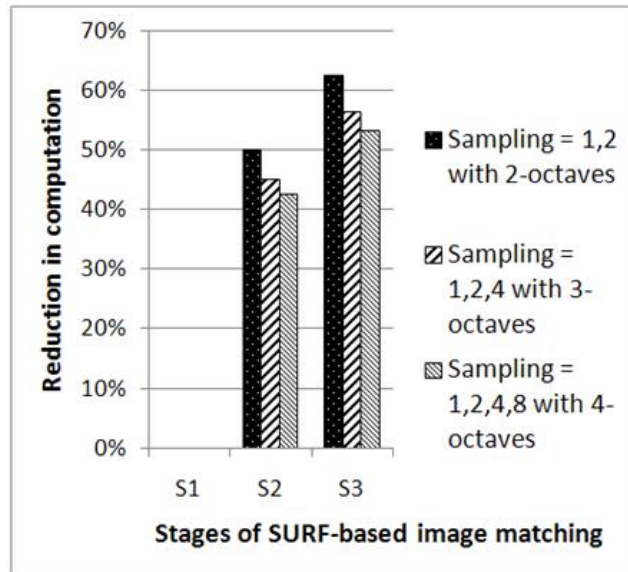 70%
60%
50%
40%
30%
20%
10%
0%
Reduction in computation
S1 S2 S3
Stages of SURF-based image matching
Sampling = 1,2
with 2-octaves
Sampling =
1,2,4 with 3-
octaves
Sampling =
1,2,4,8 with 4-
octaves